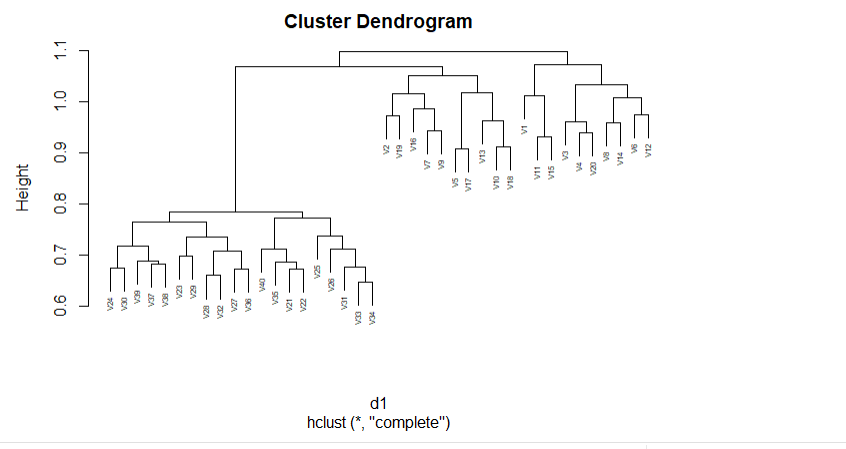 Cluster Dendrogram
Height
1.1
1.0
0.9
0.8
0.7
0.6
V24
V30
V39
V37
V38
V23
V29
V28
V32
V27
V36
V40
V35
V21
V22
V25
V26
V31
V33
V34
V2
V19
V16
V7
V9
V5
V17
V13
V10
V18
V1
V11
V15
V3
V4
V20
V8
V14
V6
V12
d1
hclust (*, "complete")